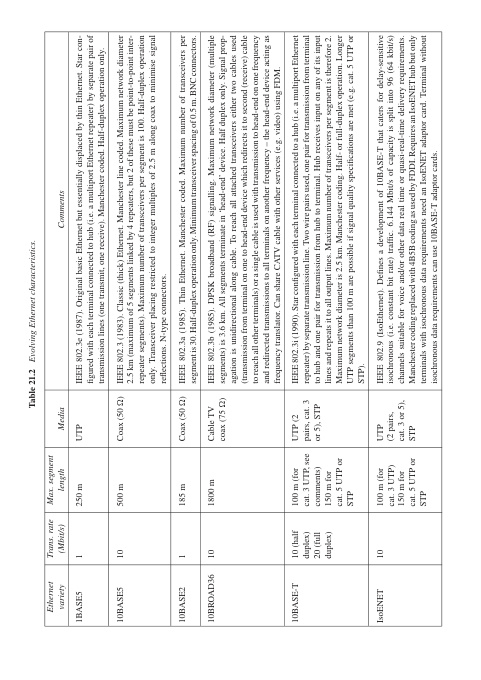 Table 21.2 Evolving Ethernet characteristics.
Ethernet variety
Trans. rate (Mbit/s)
Max. segment length
Media
Comments
1BASE5
1
250 m
UTP
IEEE 802.3e (1987). Original basic Ethernet but essentially displaced by thin Ethernet. Star con-
figured with each terminal connected to hub (i.e. a multiport Ethernet repeater) by separate pair of
transmission lines (one transmit, one receive). Manchester coded. Half-duplex operation only.
10BASE5
10
500 m
Coax (50 Ω)
IEEE 802.3 (1983). Classic (thick) Ethernet. Manchester line coded. Maximum network diameter
2.5 km (maximum of 5 segments linked by 4 repeaters, but 2 of these must be point-to-point inter-
repeater segments). Maximum number of transceivers per segment is 100. Half-duplex operation
only. Transceiver placing restricted to integer multiples of 2.5 m along coax to minimise signal
reflections. N-type connectors.
10BASE2
1
185 m
Coax (50 Ω)
IEEE 802.3a (1985). Thin Ethernet. Manchester coded. Maximum number of transceivers per
segment is 30. Half-duplex operation only. Minimum transceiver spacing of 0.5 m. BNC connectors.
10BROAD36
10
1800 m
Cable TV
coax (75 Ω)
IEEE 802.3b (1985). DPSK broadband (RF) signalling. Maximum network diameter (multiple
segments) is 3.6 km. All segments terminate in 'head-end' device. Half duplex only. Signal prop-
agation is unidirectional along cable. To reach all attached transceivers either two cables used
(transmission from terminal on one to head-end device which redirects it to second (receive) cable
to reach all other terminals) or a single cable is used with transmission to head-end on one frequency
and redirected transmissions to all terminals on another frequency – the head-end device acting as
frequency translator. Can share CATV cable with other services (e.g. video) using FDM.
10BASE-T
10 (half
duplex)
20 (full
duplex)
100 m (for
cat. 3 UTP, see
comments)
150 m for
cat. 5 UTP or
STP
UTP (2
pairs, cat. 3
or 5), STP
IEEE 802.3i (1990). Star configured with each terminal connected to a hub (i.e. a multiport Ethernet
repeater) by separate transmission line. Two wire pairs used, one pair for transmission from terminal
to hub and one pair for transmission from hub to terminal. Hub receives input on any of its input
lines and repeats it to all output lines. Maximum number of transceivers per segment is therefore 2.
Maximum network diameter is 2.5 km. Manchester coding. Half- or full-duplex operation. Longer
UTP segments than 100 m are possible if signal quality specifications are met (e.g. cat. 5 UTP or
STP).
IsoENET
10
100 m (for
cat. 3 UTP)
150 m for
cat. 5 UTP or
STP
UTP
(2 pairs,
cat. 3 or 5),
STP
IEEE 802.9 (IsoEthernet). Defines a development of 10BASE-T that caters for delay-sensitive
isochronous (i.e. constant bit rate) traffic. 6.144 Mbit/s of capacity is split into 96 (64 kbit/s)
channels suitable for voice and/or other data real time or quasi-real-time delivery requirements.
Manchester coding replaced with 4B5B coding as used by FDDI. Requires an IsoENET hub but only
terminals with isochronous data requirements need an IsoENET adaptor card. Terminal without
isochronous data requirements can use 10BASE-T adaptor cards.